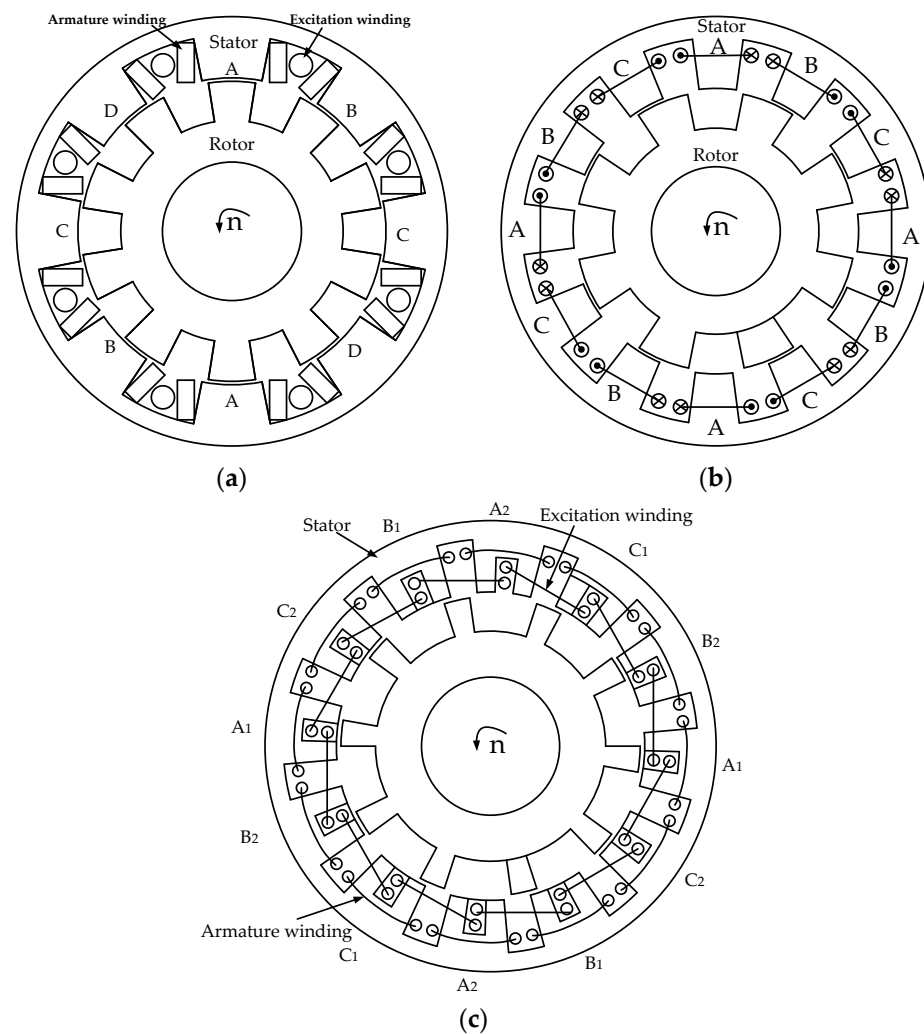 Armature winding
Excitation winding
Stator
A
D
B
Rotor
C
n
C
B
D
A
(a)
Stator
A
C
B
Rotor
B
C
A
n
A
C
B
B
C
A
(b)
A2
B1
Excitation winding
Stator
C1
C2
B2
A1
n
A1
B2
C2
Armature winding
C1
B1
A2
(c)